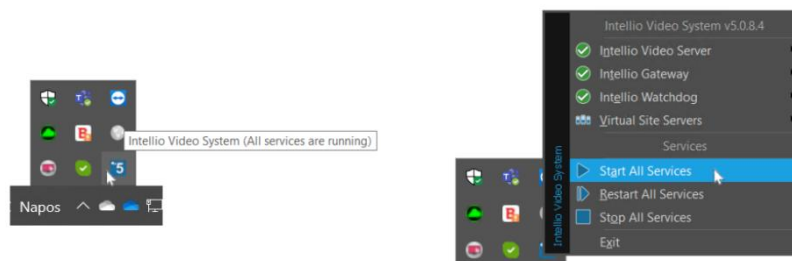 Intellio Video System (All services are running)
Napos
Intellio Video System v5.0.8.4
Intellio Video Server
Intellio Gateway
Intellio Watchdog
Virtual Site Servers
Services
Start All Services
Restart All Services
Stop All Services
Exit
Intellio Video System